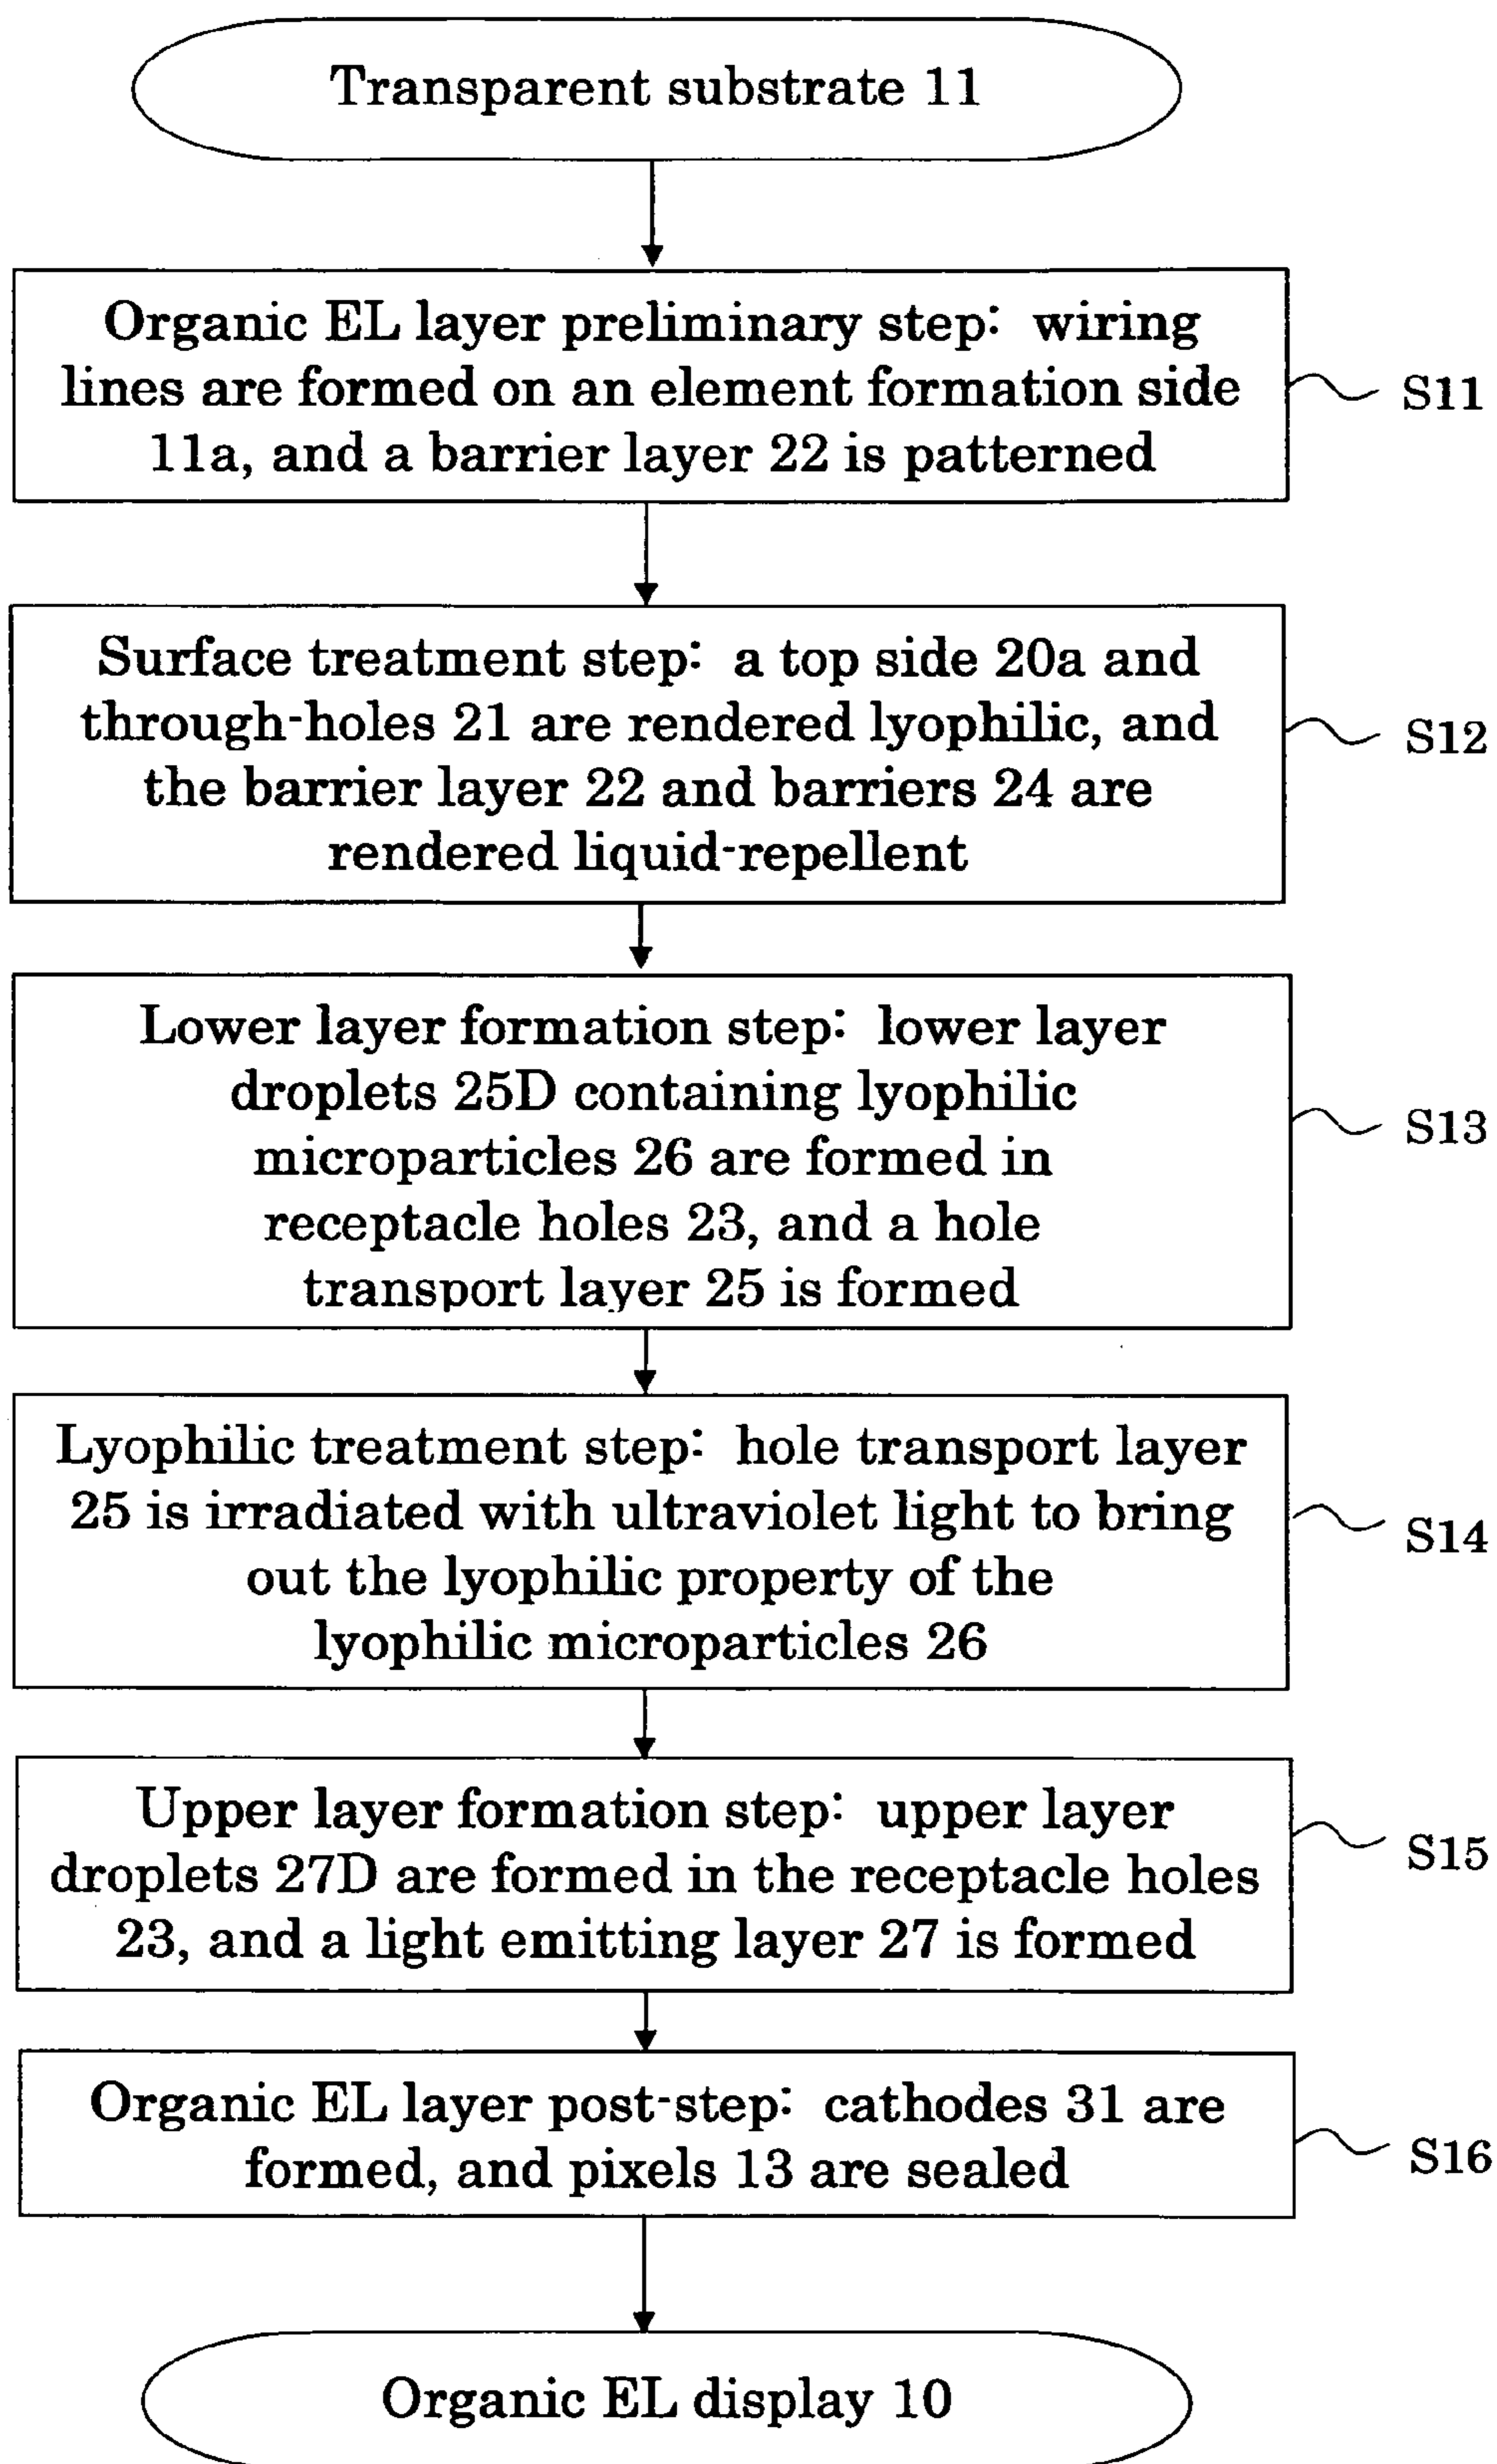 Transparent substrate 11
Organic EL layer preliminary step: wiring
lines are formed on an element formation side
11a, and a barrier layer 22 is patterned
S11
Surface treatment step: a top side 20a and
through-holes 21 are rendered lyophilic, and
the barrier layer 22 and barriers 24 are
rendered liquid-repellent
S12
Lower layer formation step: lower layer
droplets 25D containing lyophilic
microparticles 26 are formed in
receptacle holes 23, and a hole
transport layer 25 is formed
S13
Lyophilic treatment step: hole transport layer
25 is irradiated with ultraviolet light to bring
out the lyophilic property of the
lyophilic microparticles 26
S14
Upper layer formation step: upper layer
droplets 27D are formed in the receptacle holes
23, and a light emitting layer 27 is formed
S15
Organic EL layer post-step: cathodes 31 are
formed, and pixels 13 are sealed
S16
Organic EL display 10